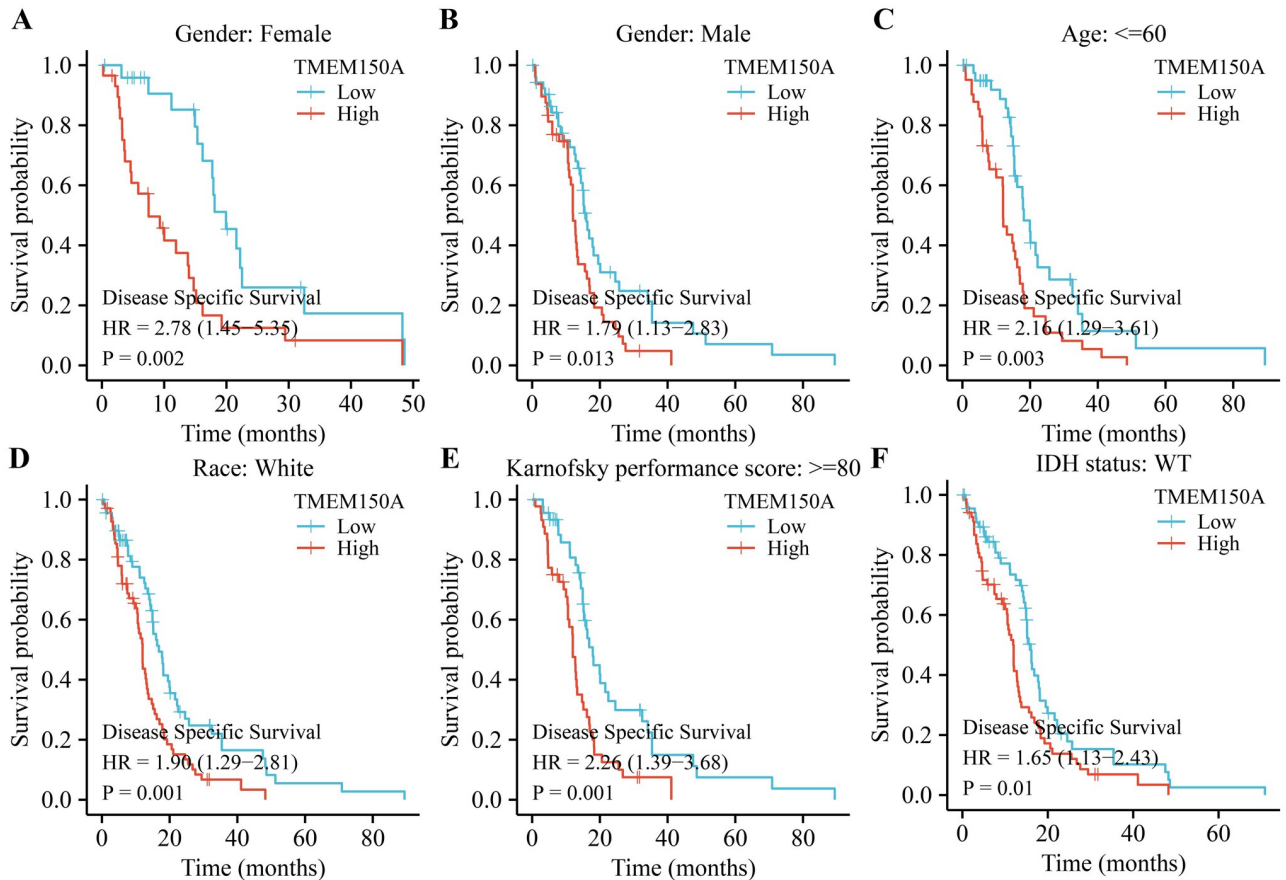 A
Gender: Female
TMEM150A
Low
High
Survival probability
1.0
0.8
0.6
0.4
0.2
0.0
Disease Specific Survival
HR = 2.78 (1.45−5.35)
P = 0.002
0 10 20 30 40 50
Time (months)
B
Gender: Male
TMEM150A
Low
High
Survival probability
1.0
0.8
0.6
0.4
0.2
0.0
Disease Specific Survival
HR = 1.79 (1.13−2.83)
P = 0.013
0 20 40 60 80
Time (months)
C
Age: <=60
TMEM150A
Low
High
Survival probability
1.0
0.8
0.6
0.4
0.2
0.0
Disease Specific Survival
HR = 2.16 (1.29−3.61)
P = 0.003
0 20 40 60 80
Time (months)
D
Race: White
TMEM150A
Low
High
Survival probability
1.0
0.8
0.6
0.4
0.2
0.0
Disease Specific Survival
HR = 1.90 (1.29−2.81)
P = 0.001
0 20 40 60 80
Time (months)
E
Karnofsky performance score: >=80
TMEM150A
Low
High
Survival probability
1.0
0.8
0.6
0.4
0.2
0.0
Disease Specific Survival
HR = 2.26 (1.39−3.68)
P = 0.001
0 20 40 60 80
Time (months)
F
IDH status: WT
TMEM150A
Low
High
Survival probability
1.0
0.8
0.6
0.4
0.2
0.0
Disease Specific Survival
HR = 1.65 (1.13−2.43)
P = 0.01
0 20 40 60
Time (months)